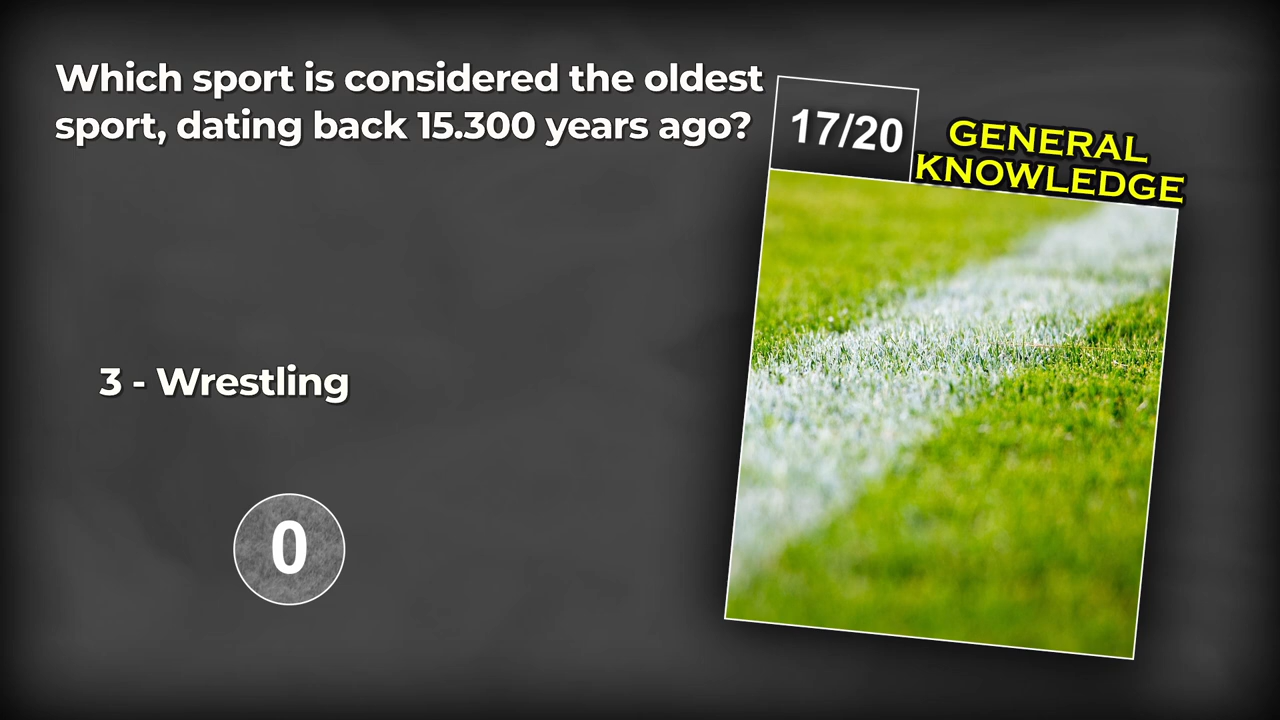 Which sport is considered the oldest
sport, dating back 15.300 years ago?
17/20
GENERAL
KNOWLEDGE
3 - Wrestling
0